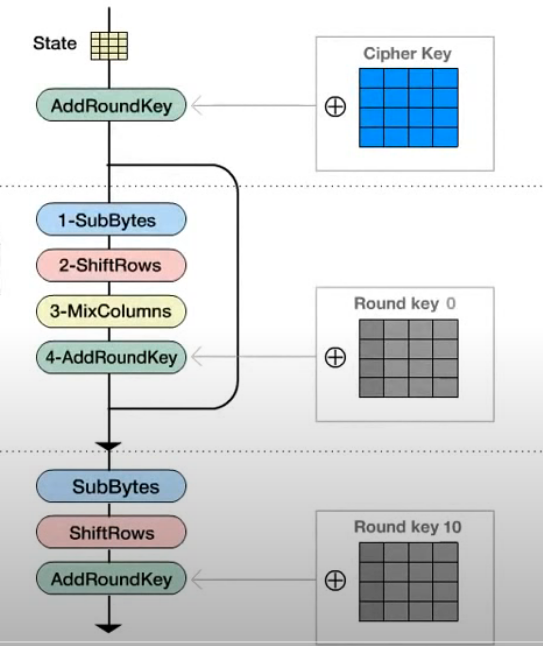 State
Cipher Key
AddRoundKey
1-SubBytes
2-ShiftRows
3-MixColumns
Round key 0
4-AddRoundKey
SubBytes
ShiftRows
Round key 10
AddRoundKey